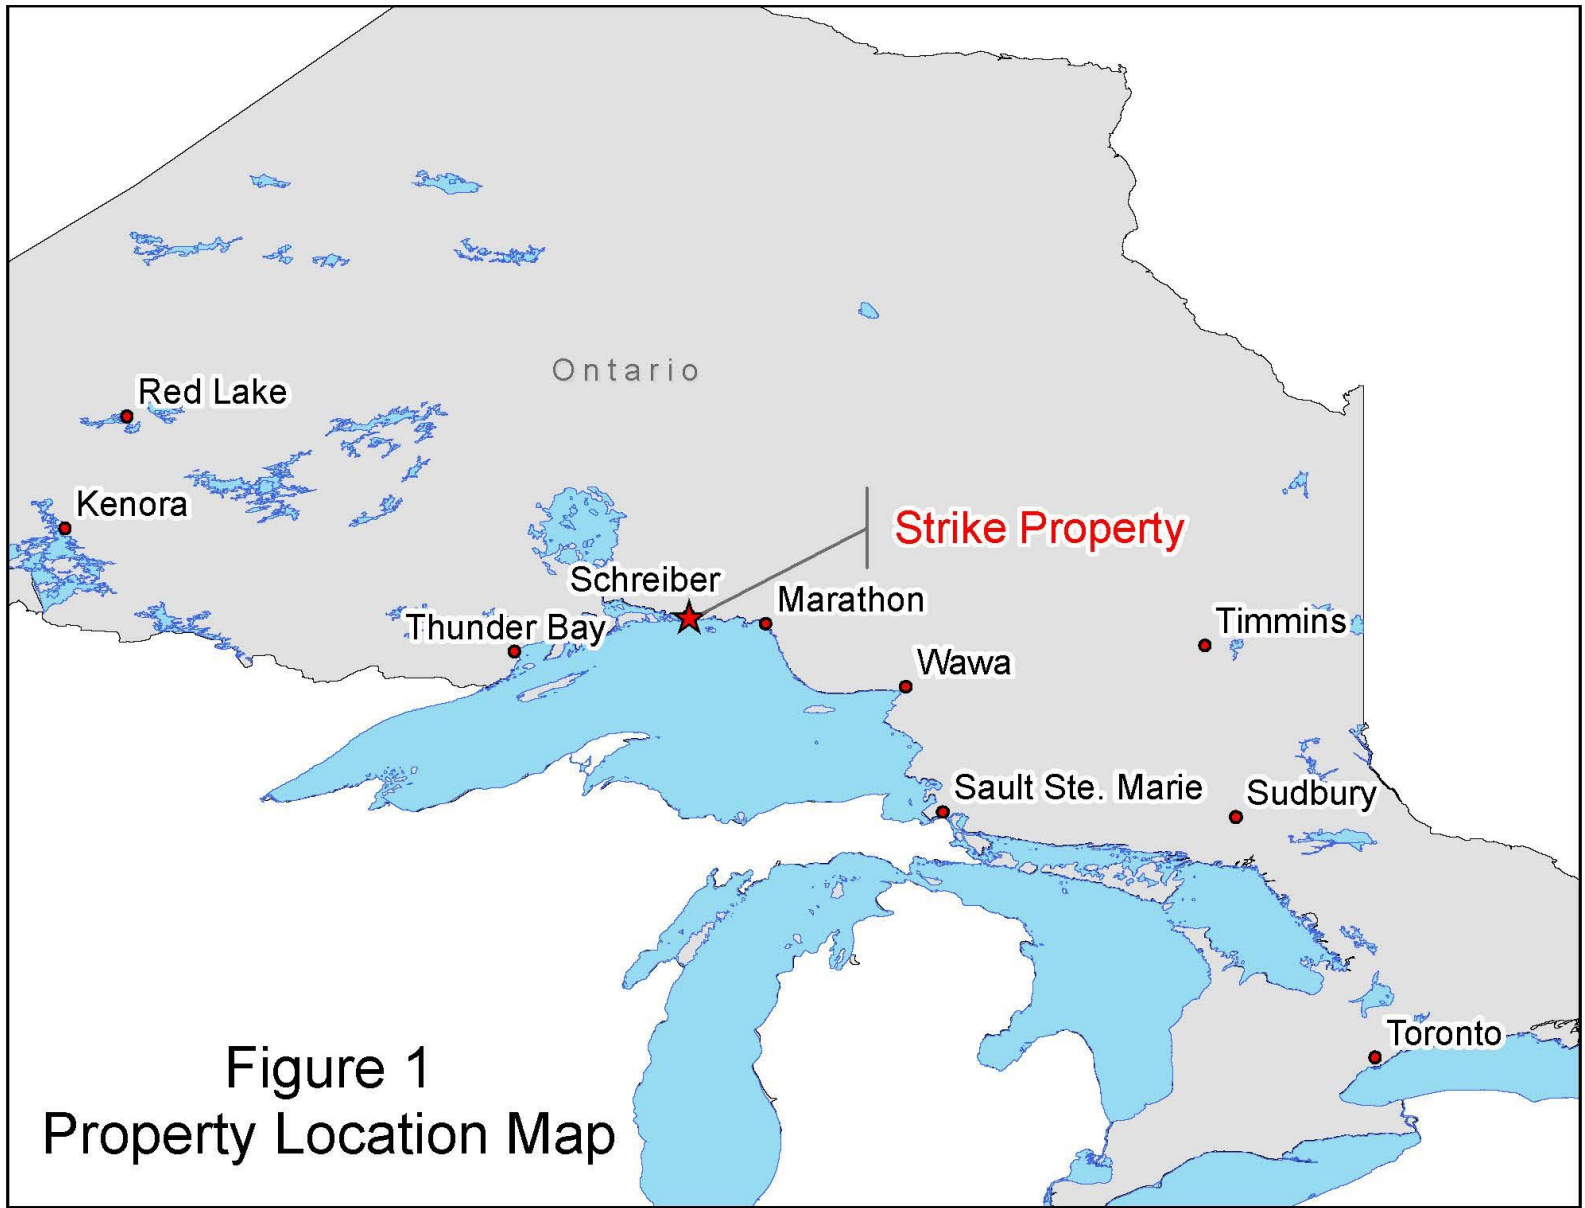 Ontario
Red Lake
Kenora
Strike Property
Schreiber
Marathon
Thunder Bay
Timmins
Wawa
Sault Ste. Marie
Sudbury
Toronto
Figure 1
Property Location Map